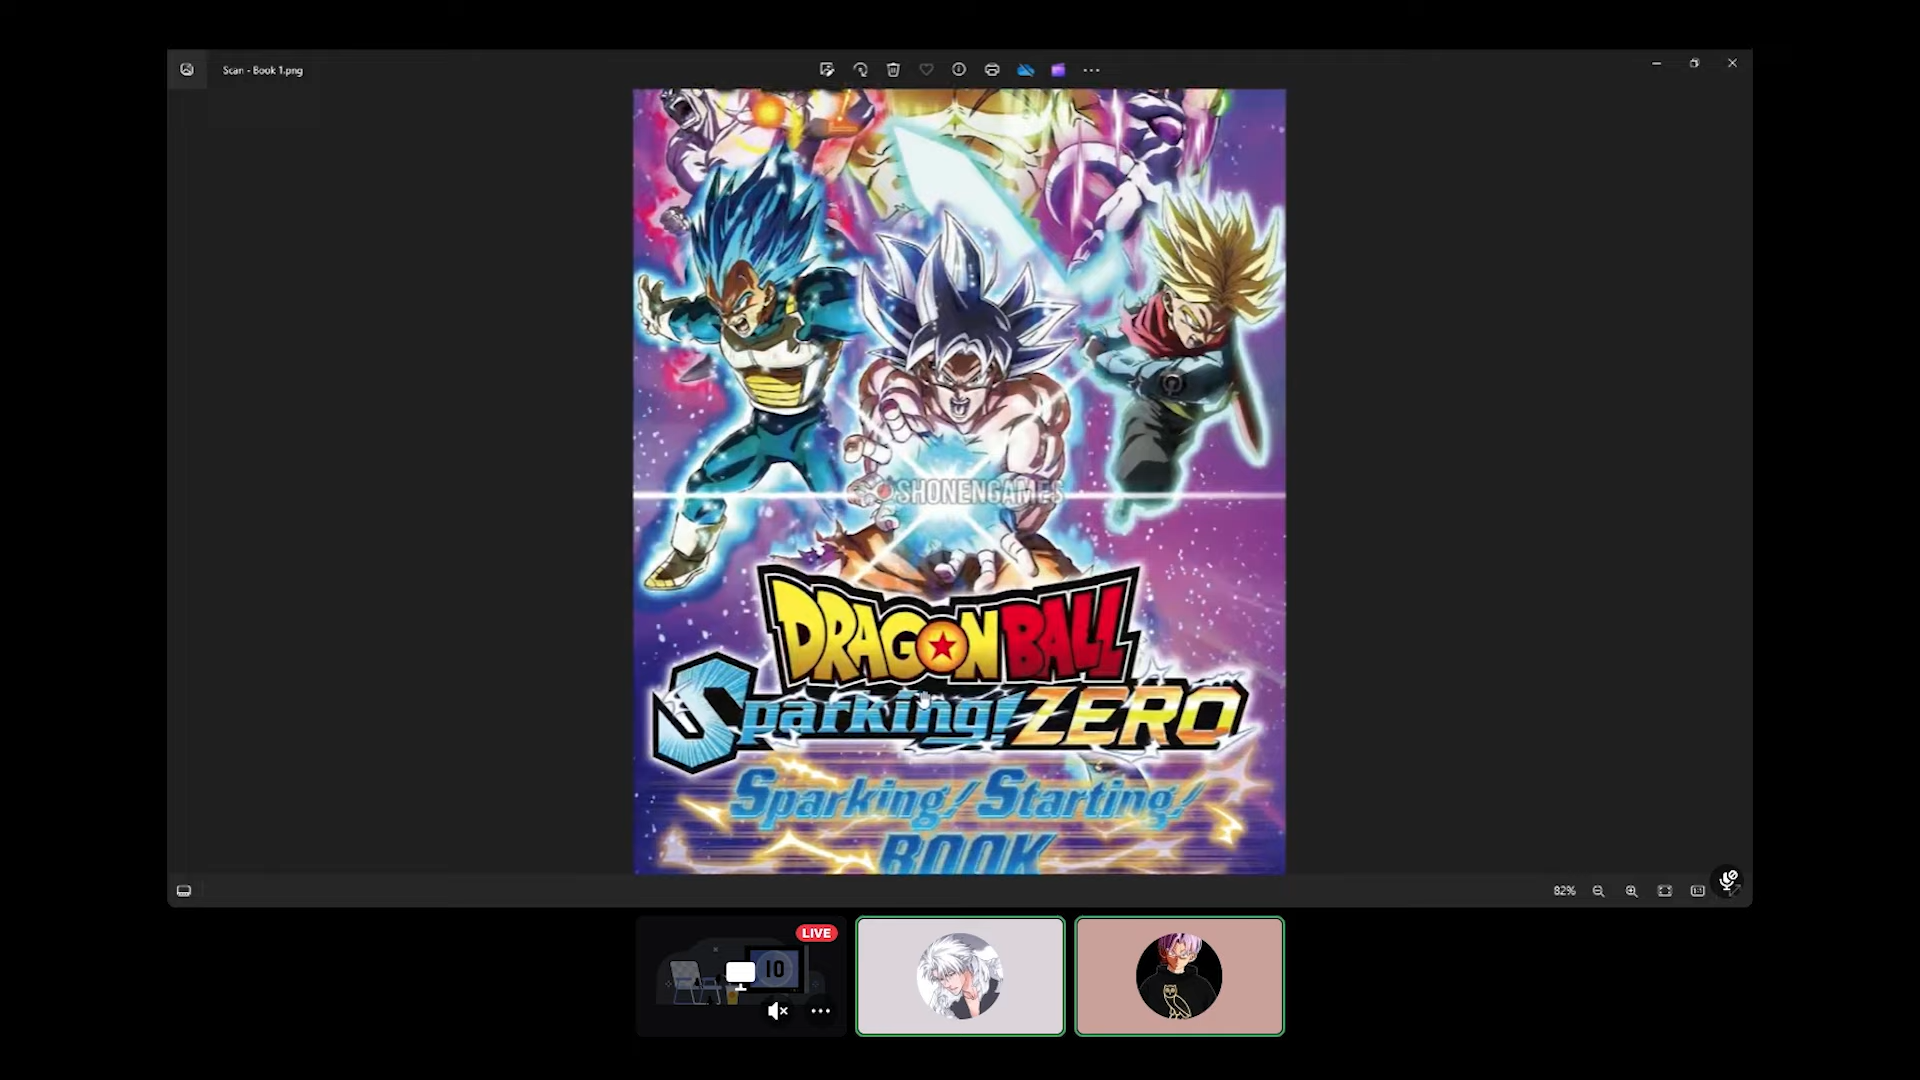 Scan - Book 1.png
SHONENGAMES
DRAGON BALL
Sparking! ZERO
Sparking! Starting!
BOOK
82%
LIVE
10